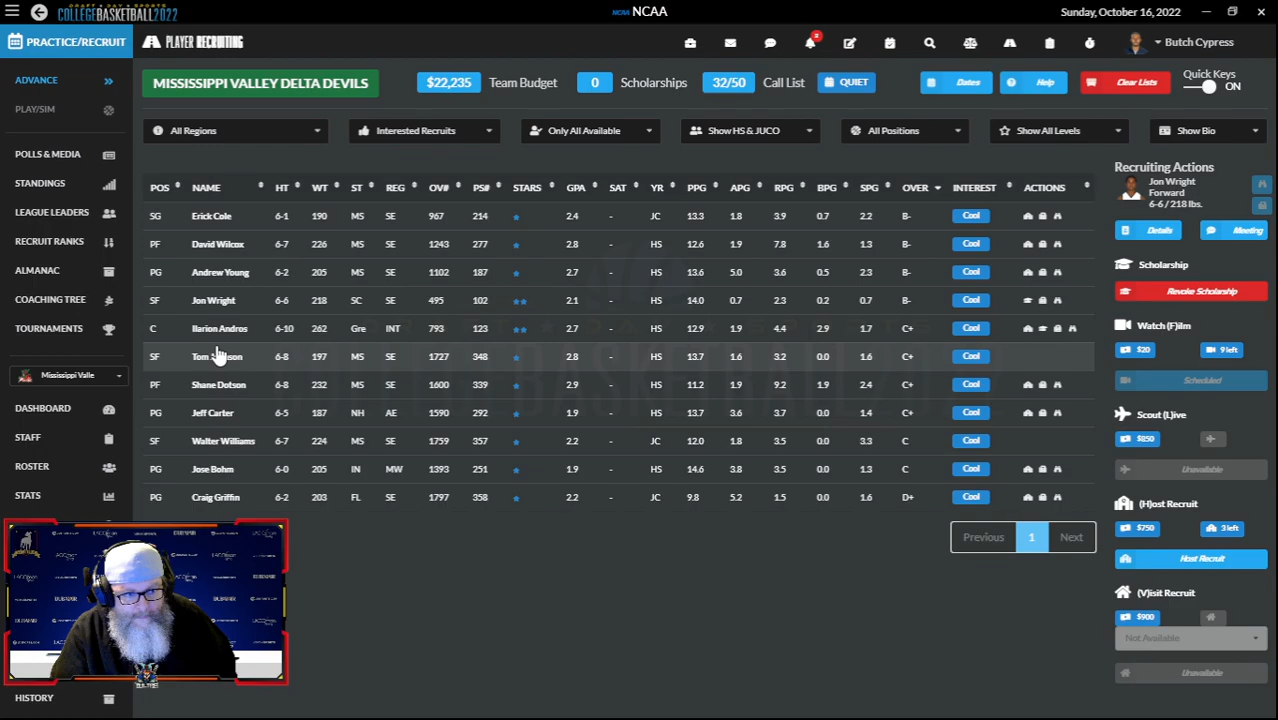 DRAFT DAY SPORTS
COLLEGE BASKETBALL 2022
NCAA NCAA
Sunday, October 16, 2022
PRACTICE/RECRUIT
PLAYER RECRUITING
2
Butch Cypress
ADVANCE
PLAY/SIM
POLLS & MEDIA
STANDINGS
LEAGUE LEADERS
RECRUIT RANKS
ALMANAC
COACHING TREE
TOURNAMENTS
Mississippi Valle
DASHBOARD
STAFF
ROSTER
STATS
HISTORY
MISSISSIPPI VALLEY DELTA DEVILS
$22,235 Team Budget 0 Scholarships 32/50 Call List QUIET
Dates Help Clear Lists Quick Keys ON
All Regions Interested Recruits Only All Available Show HS & JUCO All Positions Show All Levels Show Bio
POS NAME HT WT ST REG OV# PS# STARS GPA SAT YR PPG APG RPG BPG SPG OVER INTEREST ACTIONS
SG Erick Cole 6-1 190 MS SE 967 214 2.4 - JC 13.3 1.8 3.9 0.7 2.2 B- Cool
PF David Wilcox 6-7 226 MS SE 1243 277 2.8 - HS 12.6 1.9 7.8 1.6 1.3 B- Cool
PG Andrew Young 6-2 205 MS SE 1102 187 2.7 - HS 13.6 5.0 3.6 0.5 2.3 B- Cool
SF Jon Wright 6-6 218 SC SE 495 102 2.1 - HS 14.0 0.7 2.3 0.2 0.7 B- Cool
C Ilarion Andros 6-10 262 Gre INT 793 123 2.7 - HS 12.9 1.9 4.4 2.9 1.7 C+ Cool
SF Tom 6-8 197 MS SE 1727 348 2.8 - HS 13.7 1.6 3.2 0.0 1.6 C+ Cool
PF Shane Dotson 6-8 232 MS SE 1600 339 2.9 - HS 11.2 1.9 9.2 1.9 2.4 C+ Cool
PG Jeff Carter 6-5 187 NH AE 1590 292 1.9 - HS 13.7 3.6 3.7 0.0 1.4 C+ Cool
SF Walter Williams 6-7 224 MS SE 1759 357 2.2 - JC 12.0 1.8 3.5 0.0 3.3 C Cool
PG Jose Bohm 6-0 205 IN MW 1393 251 1.9 - HS 14.6 3.8 3.5 0.0 1.3 C Cool
PG Craig Griffin 6-2 203 FL SE 1797 358 2.2 - JC 9.8 5.2 1.5 0.0 1.6 D+ Cool
Previous 1 Next
Recruiting Actions
Jon Wright
Forward
6-6 / 218 lbs.
Details Meeting
Scholarship
Revoke Scholarship
Watch (F)ilm
$20 9 left
Scheduled
Scout (L)ive
$850
Unavailable
(H)ost Recruit
$750 3 left
Host Recruit
(V)isit Recruit
$900
Not Available
Unavailable